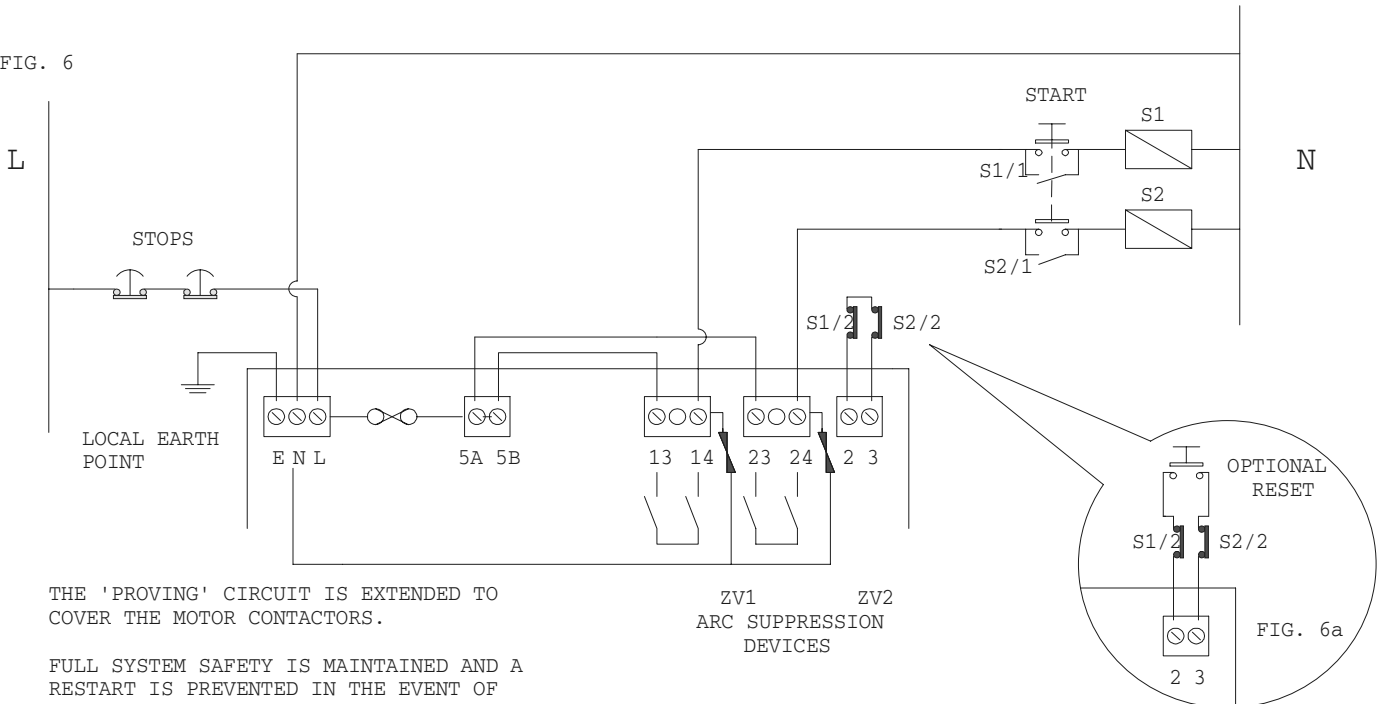 FIG. 6
L
N
START
S1
S1/1
S2
S2/1
STOPS
S1/2 S2/2
LOCAL EARTH
POINT
E N L
5A 5B
13 14
23 24
2 3
OPTIONAL
RESET
S1/2 S2/2
FIG. 6a
2 3
ZV1 ZV2
ARC SUPPRESSION
DEVICES
THE 'PROVING' CIRCUIT IS EXTENDED TO
COVER THE MOTOR CONTACTORS.
FULL SYSTEM SAFETY IS MAINTAINED AND A
RESTART IS PREVENTED IN THE EVENT OF